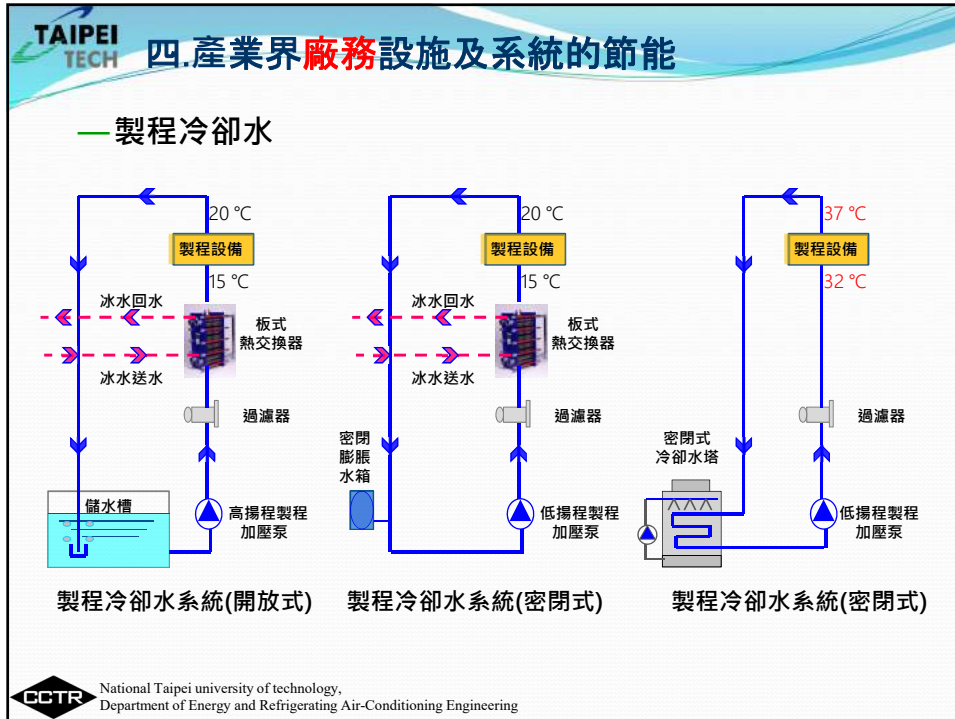 TAIPEI
TECH
四.產業界廠務設施及系統的節能
—製程冷卻水
20 ℃
製程設備
15 ℃
冰水回水
板式
熱交換器
冰水送水
過濾器
儲水槽
高揚程製程
加壓泵
製程冷卻水系統(開放式)
20 ℃
製程設備
15 ℃
冰水回水
板式
熱交換器
冰水送水
過濾器
密閉
膨脹
水箱
低揚程製程
加壓泵
製程冷卻水系統(密閉式)
37 ℃
製程設備
32 ℃
過濾器
密閉式
冷卻水塔
低揚程製程
加壓泵
製程冷卻水系統(密閉式)
CCTR
National Taipei university of technology,
Department of Energy and Refrigerating Air-Conditioning Engineering